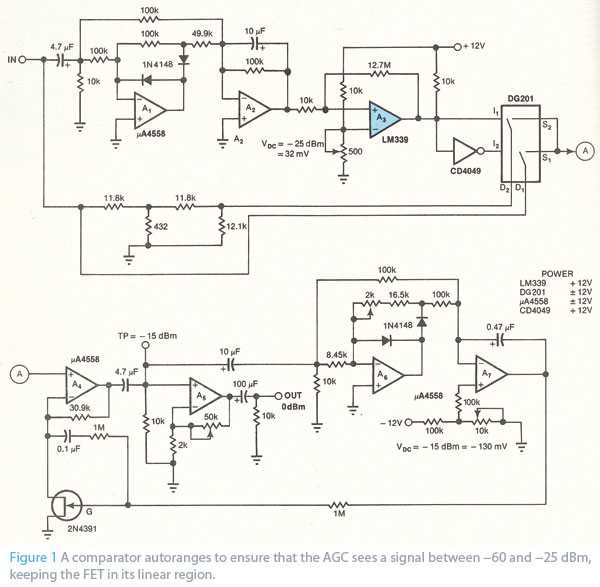 100k
100k
49.9k
10 µF
4.7 µF
100k
1N4148
100k
12.7M
+ 12V
IN
10k
A1
µA4558
A2
A2
10k
10k
A3
LM339
10k
DG201
I1
S2
I2
S1
A
CD4049
D2 D1
VDC = − 25 dBm
= 32 mV
500
11.8k
11.8k
432
12.1k
POWER
LM339 + 12V
DG201 ± 12V
µA4558 ± 12V
CD4049 + 12V
100k
2k
16.5k
100k
1N4148
0.47 µF
TP = − 15 dBm
10 µF
8.45k
µA4558
A
A4
4.7 µF
A5
100 µF
OUT
0dBm
10k
A6
µA4558
A7
30.9k
10k
50k
10k
2k
100k
− 12V
100k
10k
VDC = − 15 dBm = − 130 mV
1M
0.1 µF
G
2N4391
1M
Figure 1 A comparator autoranges to ensure that the AGC sees a signal between −60 and −25 dBm,
keeping the FET in its linear region.